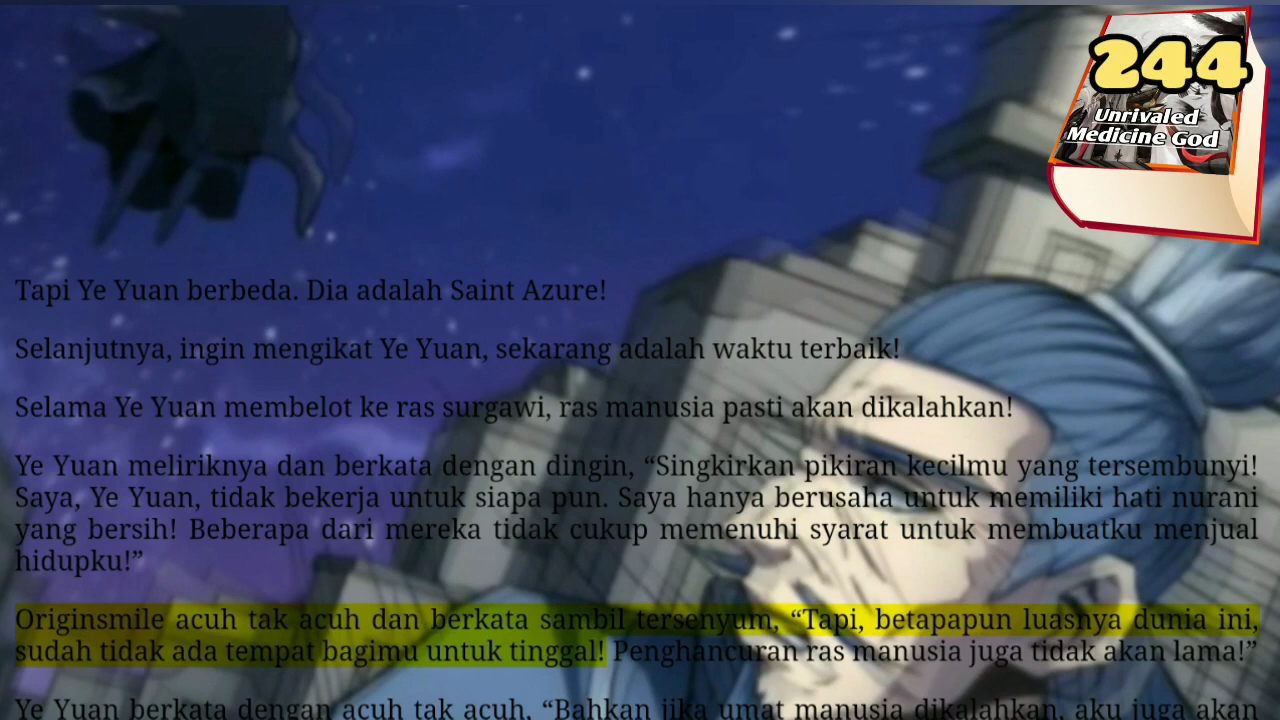 244
Unrivaled
Medicine God
Tapi Ye Yuan berbeda. Dia adalah Saint Azure!
Selanjutnya, ingin mengikat Ye Yuan, sekarang adalah waktu terbaik!
Selama Ye Yuan membelot ke ras surgawi, ras manusia pasti akan dikalahkan!
Ye Yuan meliriknya dan berkata dengan dingin, “Singkirkan pikiran kecilmu yang tersembunyi!
Saya, Ye Yuan, tidak bekerja untuk siapa pun. Saya hanya berusaha untuk memiliki hati nurani
yang bersih! Beberapa dari mereka tidak cukup memenuhi syarat untuk membuatku menjual
hidupku!”
Originsmile acuh tak acuh dan berkata sambil tersenyum, “Tapi, betapapun luasnya dunia ini,
sudah tidak ada tempat bagimu untuk tinggal! Penghancuran ras manusia juga tidak akan lama!”
Ye Yuan berkata dengan acuh tak acuh, “Bahkan jika umat manusia dikalahkan, aku juga akan